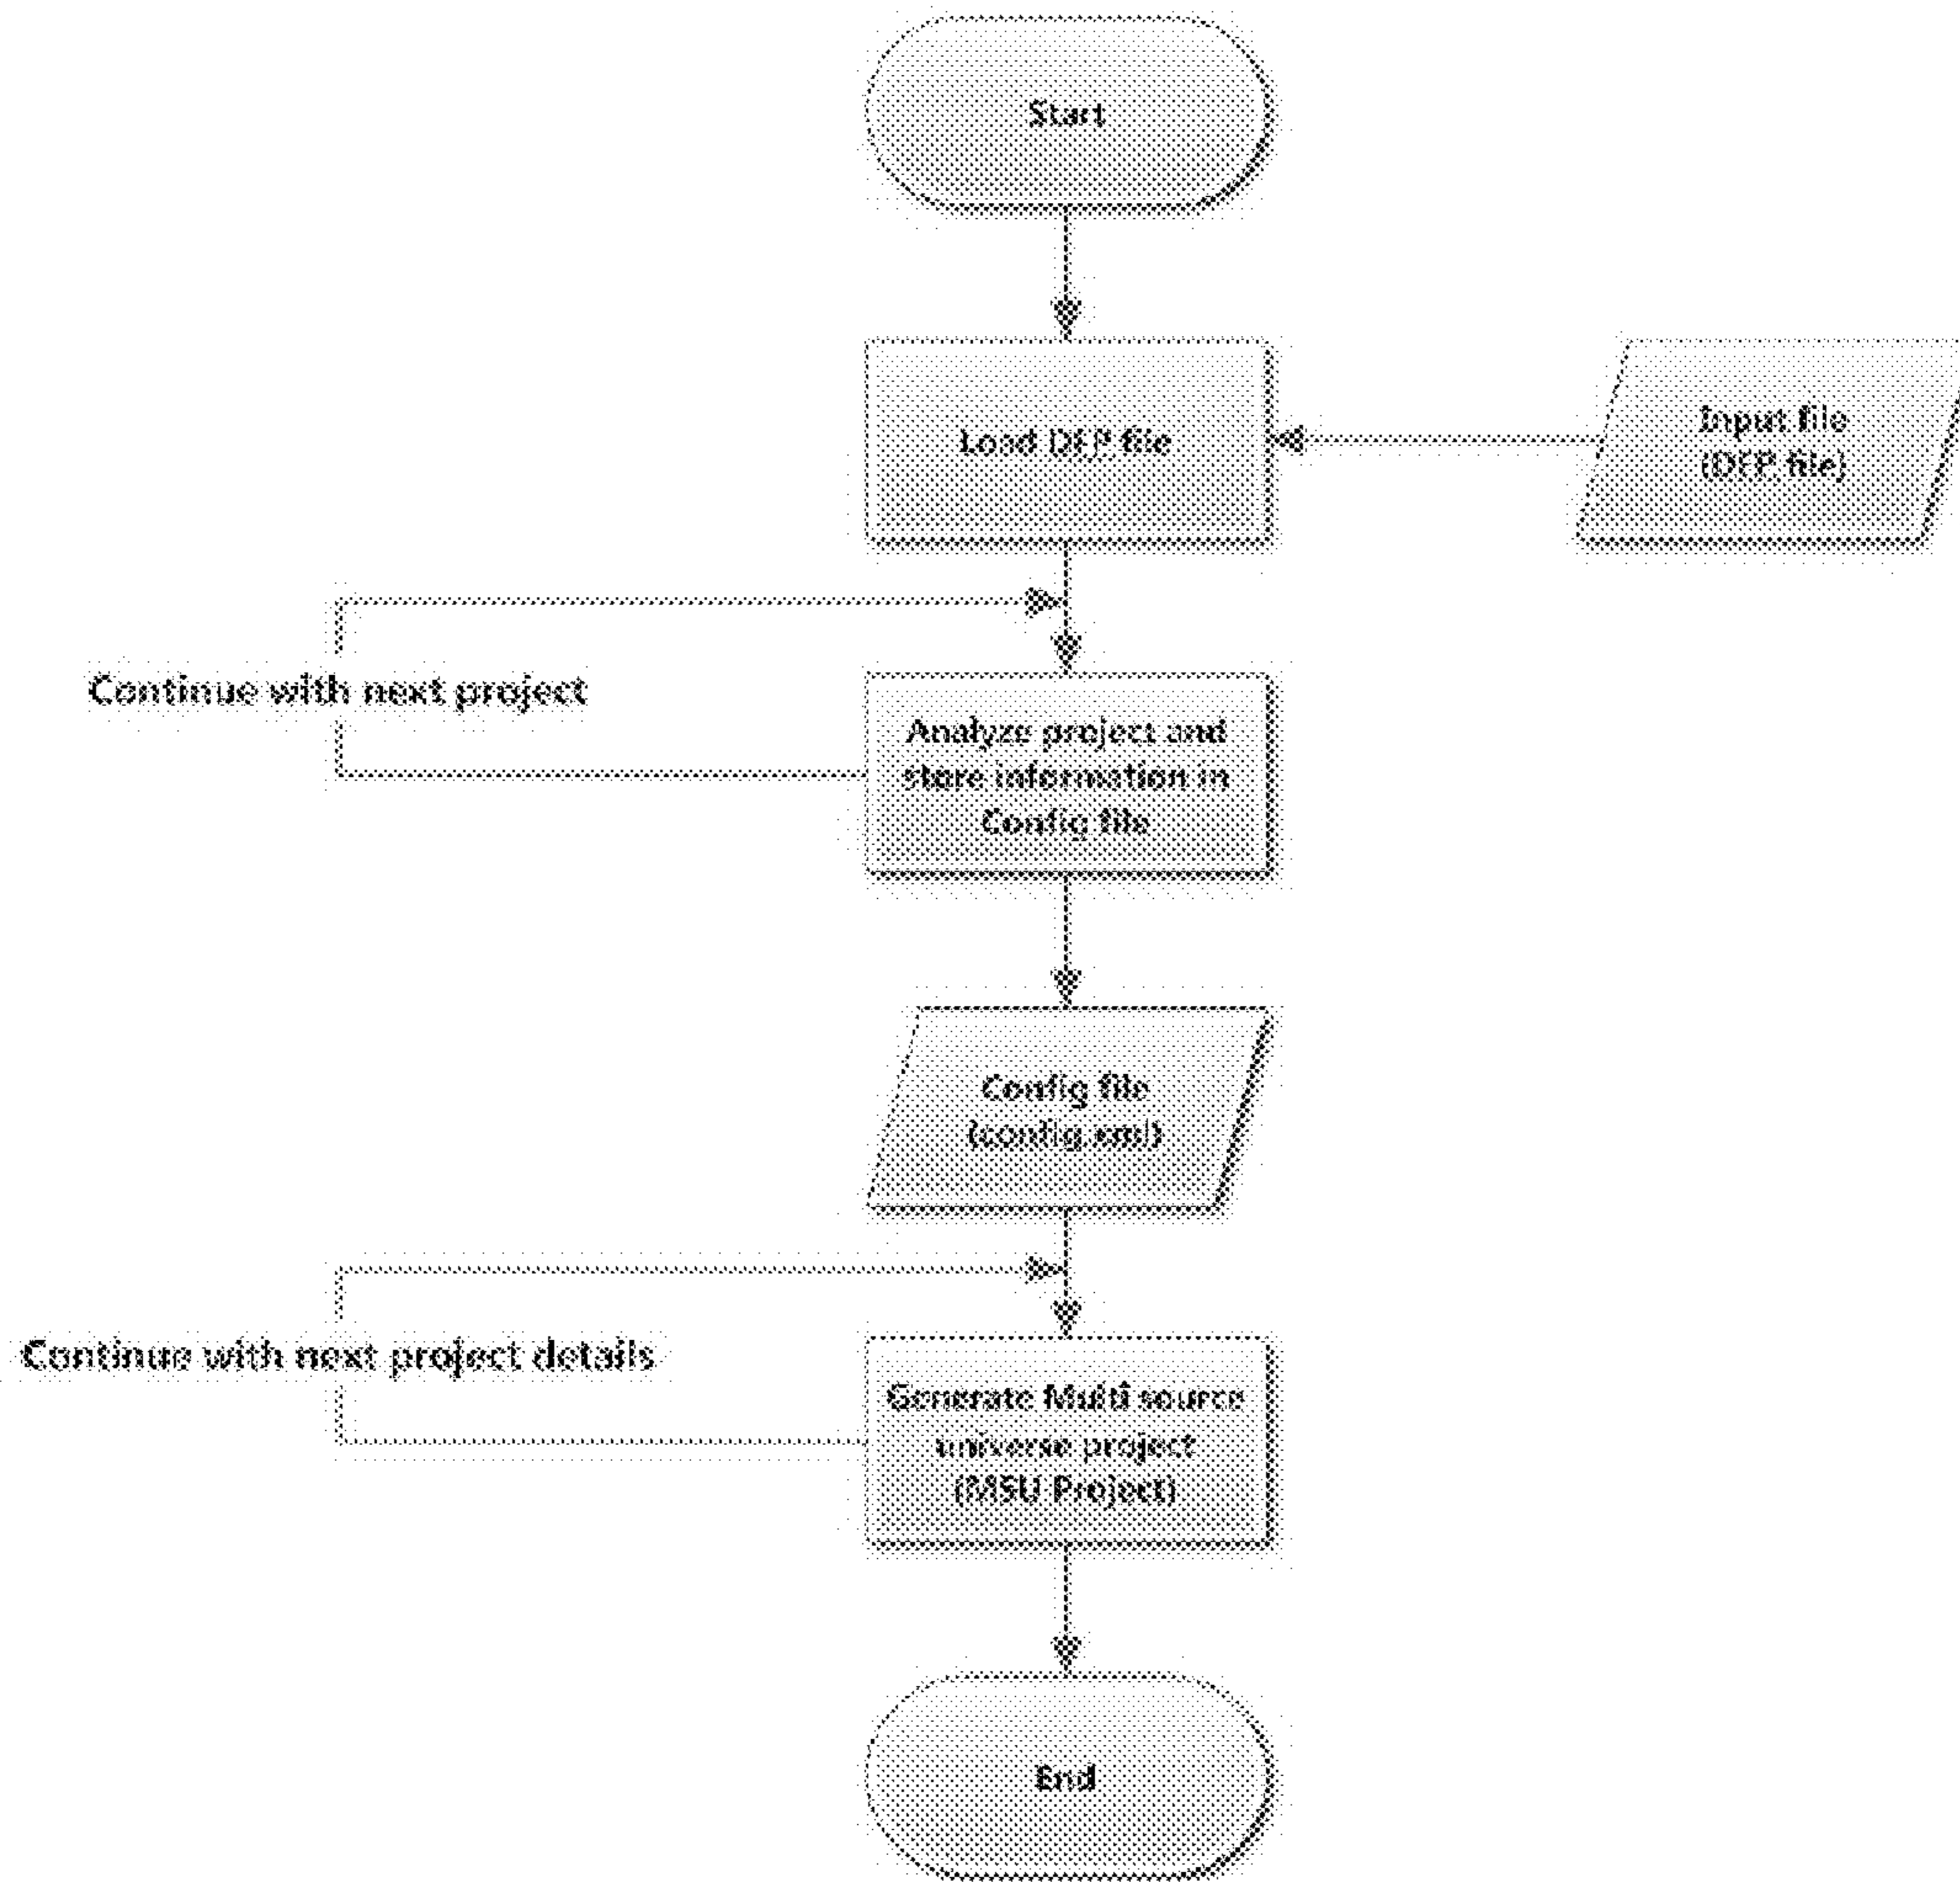 Start
Load DFP file
Input file
(DFP file)
Continue with next project
Analyze project and
store information in
Config file
Config file
(config.xml)
Continue with next project details
Generate Multi source
universe project
(MSU Project)
End